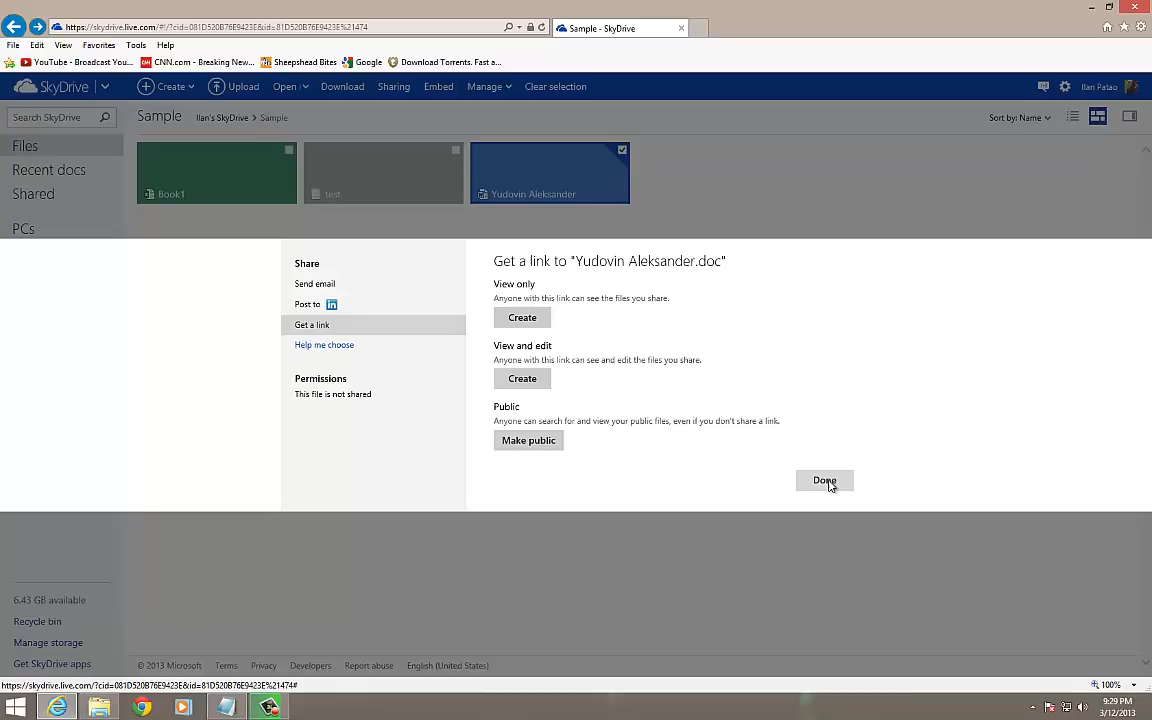 https://skydrive.live.com/#!/?cid=081D520B76E9423E&id=81D520B76E9423E%21474
Sample - SkyDrive
File Edit View Favorites Tools Help
YouTube - Broadcast You... CNN.com - Breaking New... Sheepshead Bites Google Download Torrents. Fast a...
SkyDrive Create Upload Open Download Sharing Embed Manage Clear selection Ilan Patao
Search SkyDrive
Sample Ilan's SkyDrive > Sample Sort by: Name
Files
Recent docs
Shared
PCs
Book1 test Yudovin Aleksander
Share
Send email
Post to in
Get a link
Help me choose
Permissions
This file is not shared
Get a link to "Yudovin Aleksander.doc"
View only
Anyone with this link can see the files you share.
Create
View and edit
Anyone with this link can see and edit the files you share.
Create
Public
Anyone can search for and view your public files, even if you don't share a link.
Make public
Done
6.43 GB available
Recycle bin
Manage storage
Get SkyDrive apps
© 2013 Microsoft Terms Privacy Developers Report abuse English (United States)
https://skydrive.live.com/?cid=081D520B76E9423E&id=81D520B76E9423E%21474#
100%
9:29 PM
3/12/2013